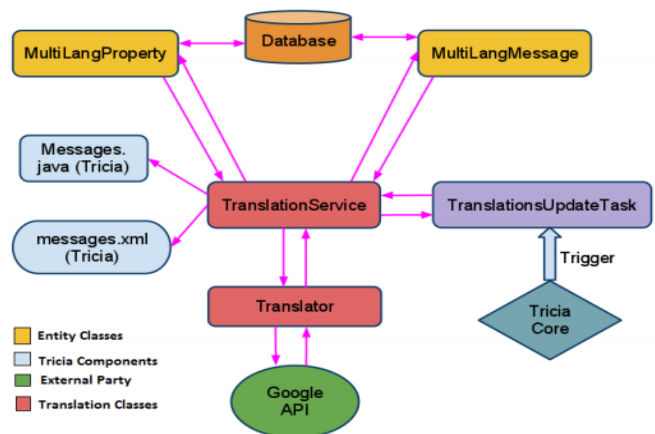 Database
MultiLangProperty
MultiLangMessage
Messages.
java (Tricia)
TranslationService
TranslationsUpdateTask
messages.xml
(Tricia)
Trigger
Translator
Tricia
Core
Entity Classes
Tricia Components
External Party
Translation Classes
Google
API